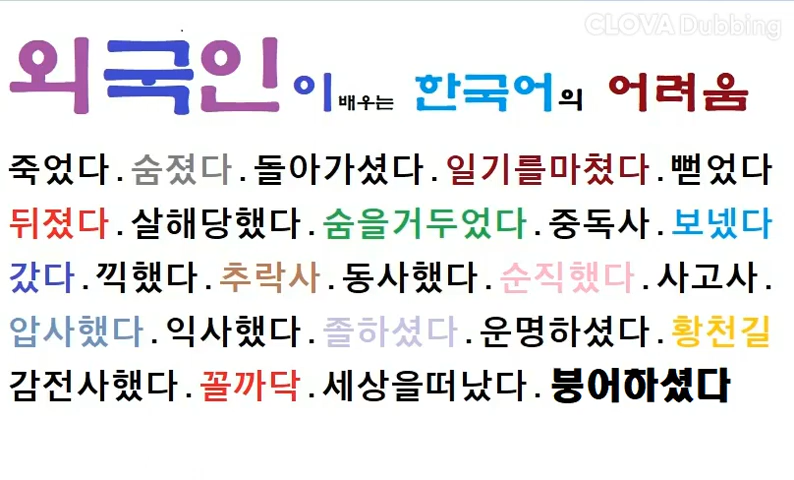 CLOVA Dubbing
외국인이 배우는 한국어의 어려움
죽었다.숨졌다.돌아가셨다.일기를마쳤다.뻗었다
뒤졌다.살해당했다.숨을거두었다.중독사.보냈다
갔다.끽했다.추락사.동사했다.순직했다.사고사.
압사했다.익사했다.졸하셨다.운명하셨다.황천길
감전사했다.꼴까닥.세상을떠났다.붕어하셨다